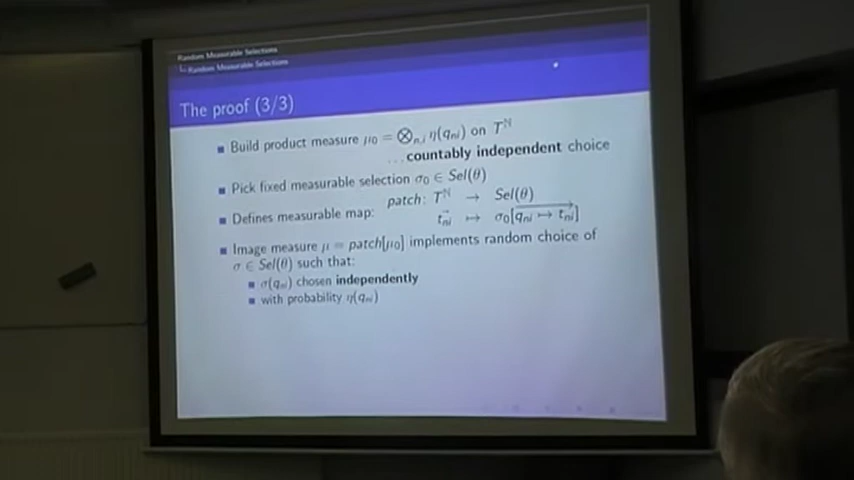 Random Measurable Selections
Random Measurable Selections
The proof (3/3)
Build product measure μ₀ = ⊗ₙ,ᵢ η(qₙᵢ) on Tᴺ
...countably independent choice
Pick fixed measurable selection σ₀ ∈ Sel(θ)
Defines measurable map: patch: Tᴺ → Sel(θ)
t⃗ₙᵢ ↦ σ₀[qₙᵢ ↦ tₙᵢ]
Image measure μ = patch[μ₀] implements random choice of
σ ∈ Sel(θ) such that:
σ(qₙᵢ) chosen independently
with probability η(qₙᵢ)